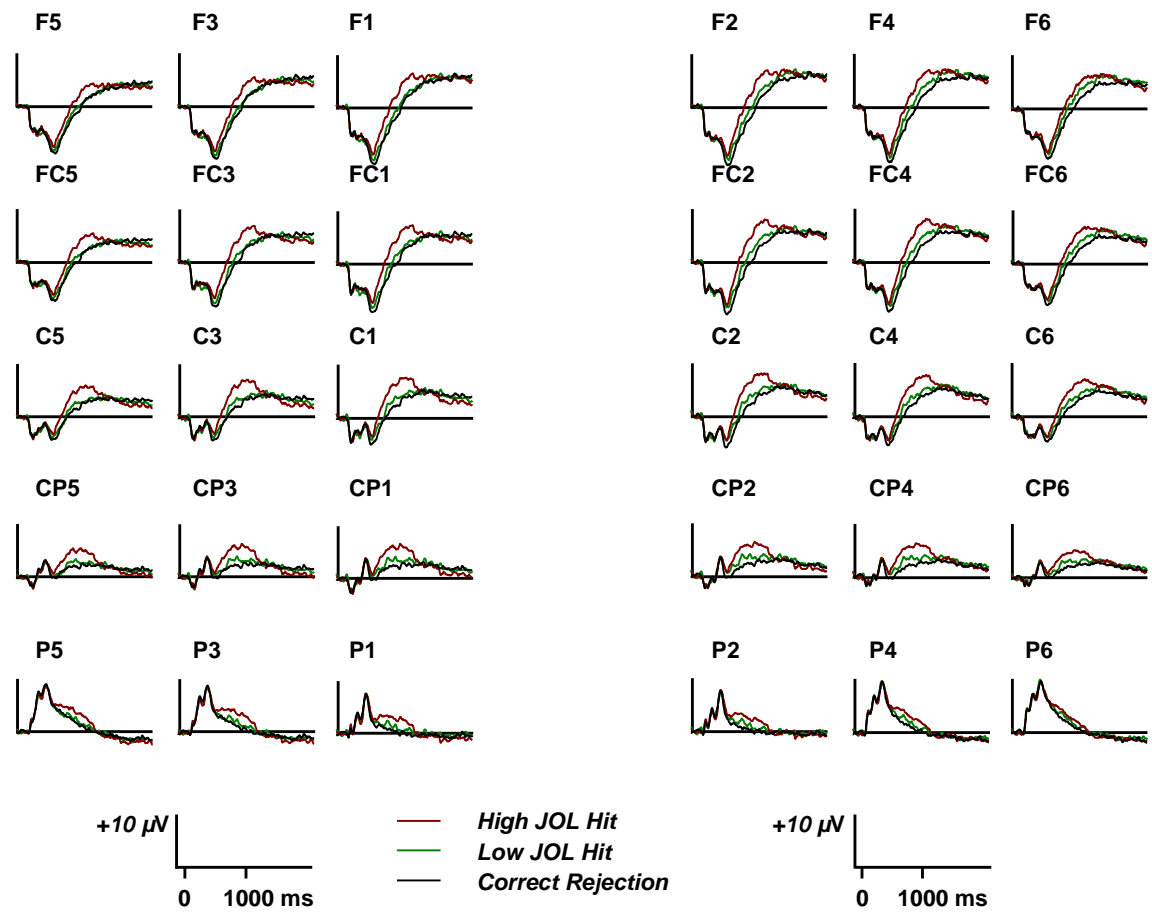 F5 F3 F1 F2 F4 F6
FC5 FC3 FC1 FC2 FC4 FC6
C5 C3 C1 C2 C4 C6
CP5 CP3 CP1 CP2 CP4 CP6
P5 P3 P1 P2 P4 P6
+10 µV High JOL Hit +10 µV
Low JOL Hit
Correct Rejection
0 1000 ms 0 1000 ms